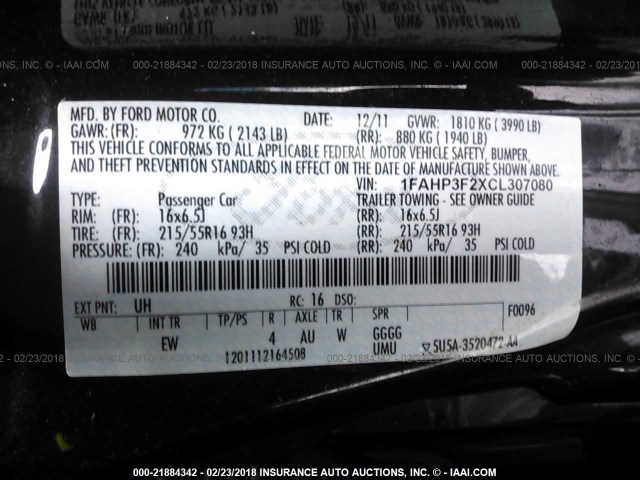 000-21884342 - 02/23/2018 INSURANCE AUTO AUCTIONS, INC. - © IAAI.COM
MFD. BY FORD MOTOR CO. DATE: 12/11 GVWR: 1810 KG ( 3990 LB)
GAWR: (FR): 972 KG ( 2143 LB) (RR): 880 KG ( 1940 LB)
THIS VEHICLE CONFORMS TO ALL APPLICABLE FEDERAL MOTOR VEHICLE SAFETY, BUMPER,
AND THEFT PREVENTION STANDARDS IN EFFECT ON THE DATE OF MANUFACTURE SHOWN ABOVE.
VIN: 1FAHP3F2XCL307080
TYPE: Passenger Car TRAILER TOWING - SEE OWNER GUIDE
RIM: (FR): 16x6.5J (RR): 16x6.5J
TIRE: (FR): 215/55R16 93H (RR): 215/55R16 93H
PRESSURE: (FR): 240 kPa/ 35 PSI COLD (RR): 240 kPa/ 35 PSI COLD
EXT PNT: UH RC: 16 DSO: F0096
WB INT TR TP/PS R AXLE TR SPR
EW 4 AU W GGGG
UMU
5U5A-3520472 AA
000-21884342 - 02/23/2018 INSURANCE AUTO AUCTIONS, INC. - © IAAI.COM